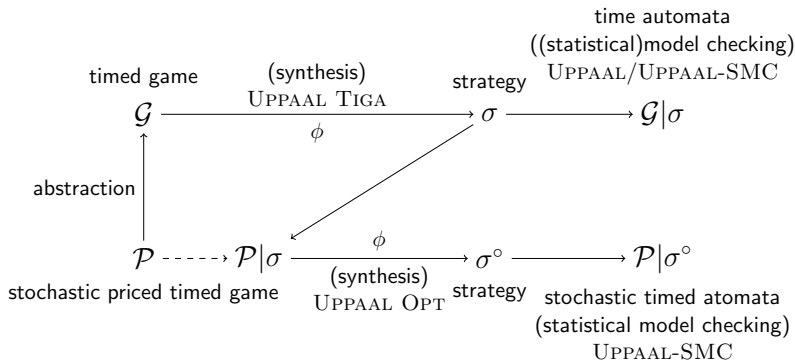 time automata
((statistical)model checking)
UPPAAL/UPPAAL-SMC
timed game
(synthesis)
UPPAAL TIGA
strategy
𝒢
ϕ
σ
𝒢|σ
abstraction
𝒫
𝒫|σ
ϕ
σ°
𝒫|σ°
stochastic priced timed game
(synthesis)
UPPAAL OPT
strategy
stochastic timed atomata
(statistical model checking)
UPPAAL-SMC